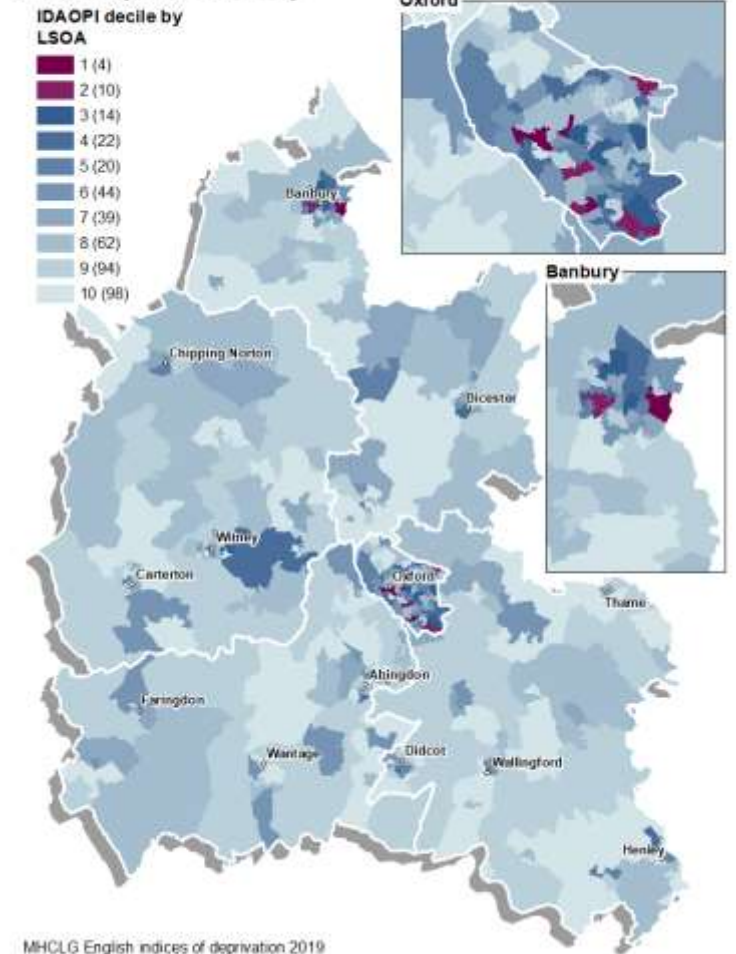 IDAOPI decile by
LSOA
1 (4)
2 (10)
3 (14)
4 (22)
5 (20)
6 (44)
7 (39)
8 (62)
9 (94)
10 (98)
Oxford
Banbury
Banbury
Chipping Norton
Bicester
Witney
Carterton
Oxford
Thame
Abingdon
Faringdon
Wantage
Didcot
Wallingford
Henley
MHCLG English indices of deprivation 2019